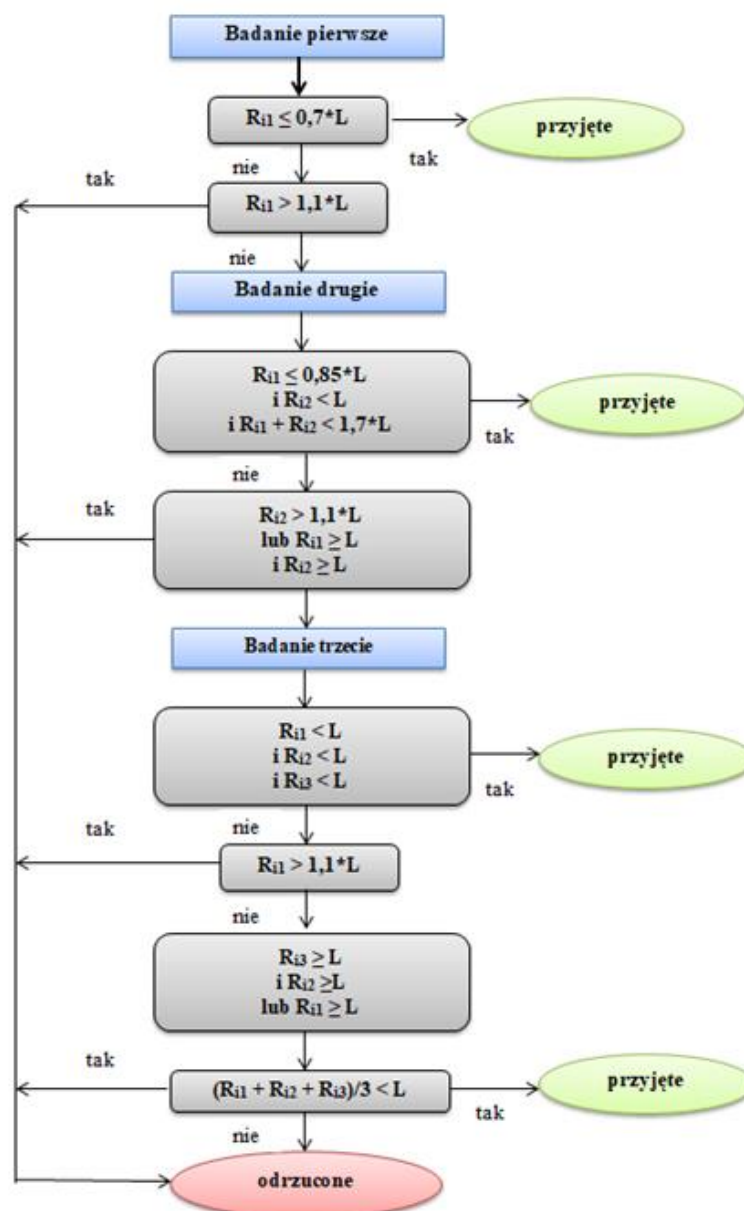 Badanie pierwsze
Ri1 ≤ 0,7*L
przyjęte
tak
nie
tak
Ri1 > 1,1*L
nie
Badanie drugie
Ri1 ≤ 0,85*L
i Ri2 < L
i Ri1 + Ri2 < 1,7*L
przyjęte
tak
nie
tak
Ri2 > 1,1*L
lub Ri1 ≥ L
i Ri2 ≥ L
Badanie trzecie
Ri1 < L
i Ri2 < L
i Ri3 < L
przyjęte
tak
nie
tak
Ri1 > 1,1*L
nie
Ri3 ≥ L
i Ri2 ≥L
lub Ri1 ≥ L
tak
(Ri1 + Ri2 + Ri3)/3 < L
przyjęte
tak
nie
odrzucone